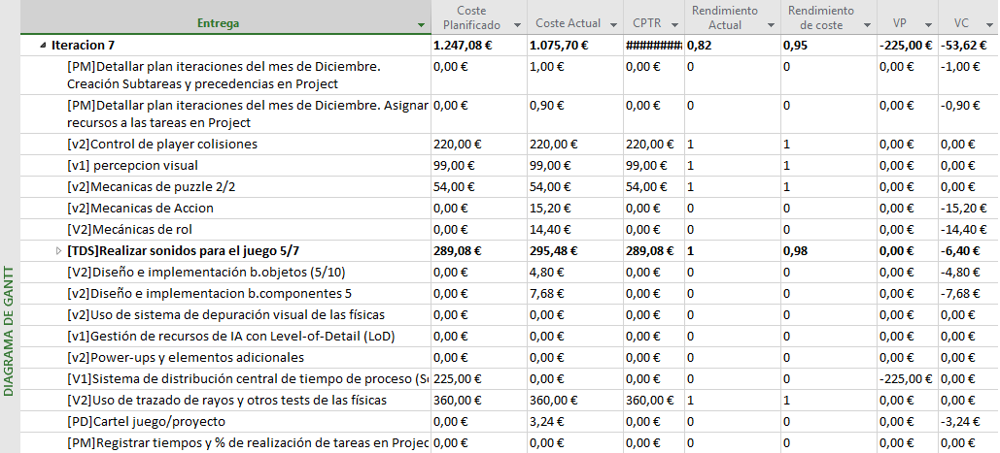 Entrega Coste Planificado Coste Actual CPTR Rendimiento Actual Rendimiento de coste VP VC
Iteracion 7 1.247,08 € 1.075,70 € ######### 0,82 0,95 -225,00 € -53,62 €
[PM]Detallar plan iteraciones del mes de Diciembre. 0,00 € 1,00 € 0,00 € 0 0 0,00 € -1,00 €
Creación Subtareas y precedencias en Project
[PM]Detallar plan iteraciones del mes de Diciembre. Asignar 0,00 € 0,90 € 0,00 € 0 0 0,00 € -0,90 €
recursos a las tareas en Project
[v2]Control de player colisiones 220,00 € 220,00 € 220,00 € 1 1 0,00 € 0,00 €
[v1] percepcion visual 99,00 € 99,00 € 99,00 € 1 1 0,00 € 0,00 €
[v2]Mecanicas de puzzle 2/2 54,00 € 54,00 € 54,00 € 1 1 0,00 € 0,00 €
[v2]Mecanicas de Accion 0,00 € 15,20 € 0,00 € 0 0 0,00 € -15,20 €
[V2]Mecánicas de rol 0,00 € 14,40 € 0,00 € 0 0 0,00 € -14,40 €
[TDS]Realizar sonidos para el juego 5/7 289,08 € 295,48 € 289,08 € 1 0,98 0,00 € -6,40 €
[V2]Diseño e implementación b.objetos (5/10) 0,00 € 4,80 € 0,00 € 0 0 0,00 € -4,80 €
[v2]Diseño e implementacion b.componentes 5 0,00 € 7,68 € 0,00 € 0 0 0,00 € -7,68 €
[v2]Uso de sistema de depuración visual de las físicas 0,00 € 0,00 € 0,00 € 0 0 0,00 € 0,00 €
[v1]Gestión de recursos de IA con Level-of-Detail (LoD) 0,00 € 0,00 € 0,00 € 0 0 0,00 € 0,00 €
[v2]Power-ups y elementos adicionales 0,00 € 0,00 € 0,00 € 0 0 0,00 € 0,00 €
[V1]Sistema de distribución central de tiempo de proceso (Sc 225,00 € 0,00 € 0,00 € 0 0 -225,00 € 0,00 €
[V2]Uso de trazado de rayos y otros tests de las físicas 360,00 € 360,00 € 360,00 € 1 1 0,00 € 0,00 €
[PD]Cartel juego/proyecto 0,00 € 3,24 € 0,00 € 0 0 0,00 € -3,24 €
[PM]Registrar tiempos y % de realización de tareas en Projec 0,00 € 0,00 € 0,00 € 0 0 0,00 € 0,00 €
DIAGRAMA DE GANTT